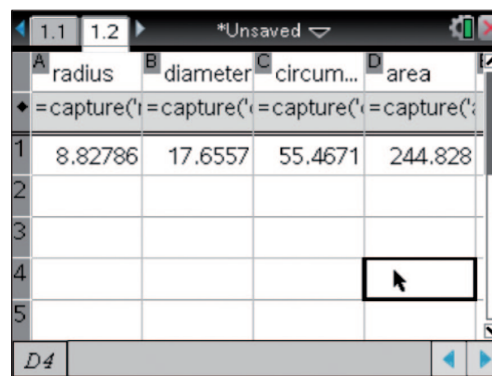 1.1 1.2 *Unsaved
A radius B diameter C circum... D area
=capture('r =capture(' =capture(' =capture('a
1 8.82786 17.6557 55.4671 244.828
2
3
4
5
D4